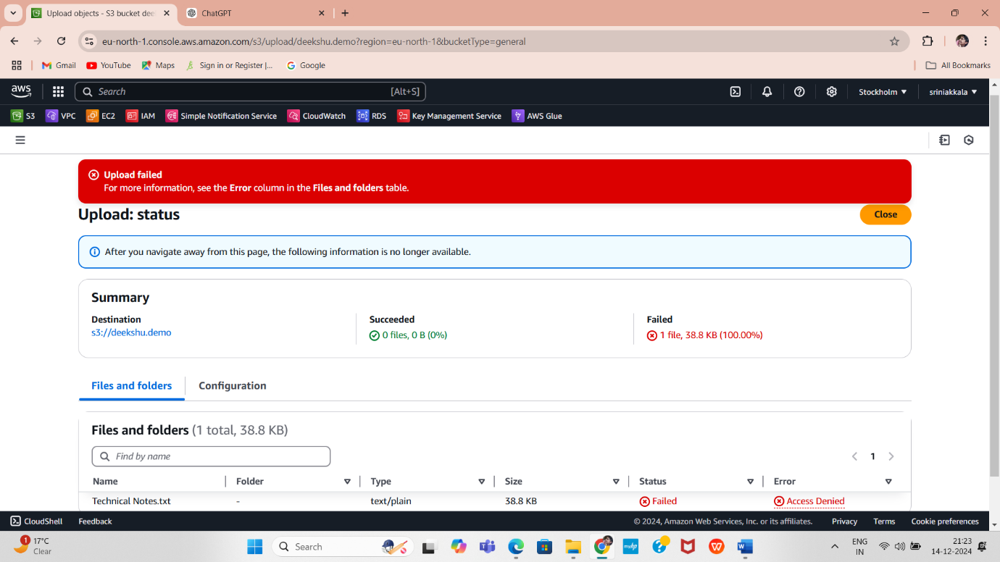 Upload objects - S3 bucket dee
ChatGPT
eu-north-1.console.aws.amazon.com/s3/upload/deekshu.demo?region=eu-north-1&bucketType=general
Gmail YouTube Maps Sign in or Register |... Google All Bookmarks
aws Search [Alt+S] Stockholm sriniakkala
S3 VPC EC2 IAM Simple Notification Service CloudWatch RDS Key Management Service AWS Glue
Upload failed
For more information, see the Error column in the Files and folders table.
Upload: status Close
After you navigate away from this page, the following information is no longer available.
Summary
Destination Succeeded Failed
s3://deekshu.demo 0 files, 0 B (0%) 1 file, 38.8 KB (100.00%)
Files and folders Configuration
Files and folders (1 total, 38.8 KB)
Find by name 1
Name Folder Type Size Status Error
Technical Notes.txt - text/plain 38.8 KB Failed Access Denied
CloudShell Feedback © 2024, Amazon Web Services, Inc. or its affiliates. Privacy Terms Cookie preferences
1 17°C
Clear
Search
ENG
IN
21:23
14-12-2024